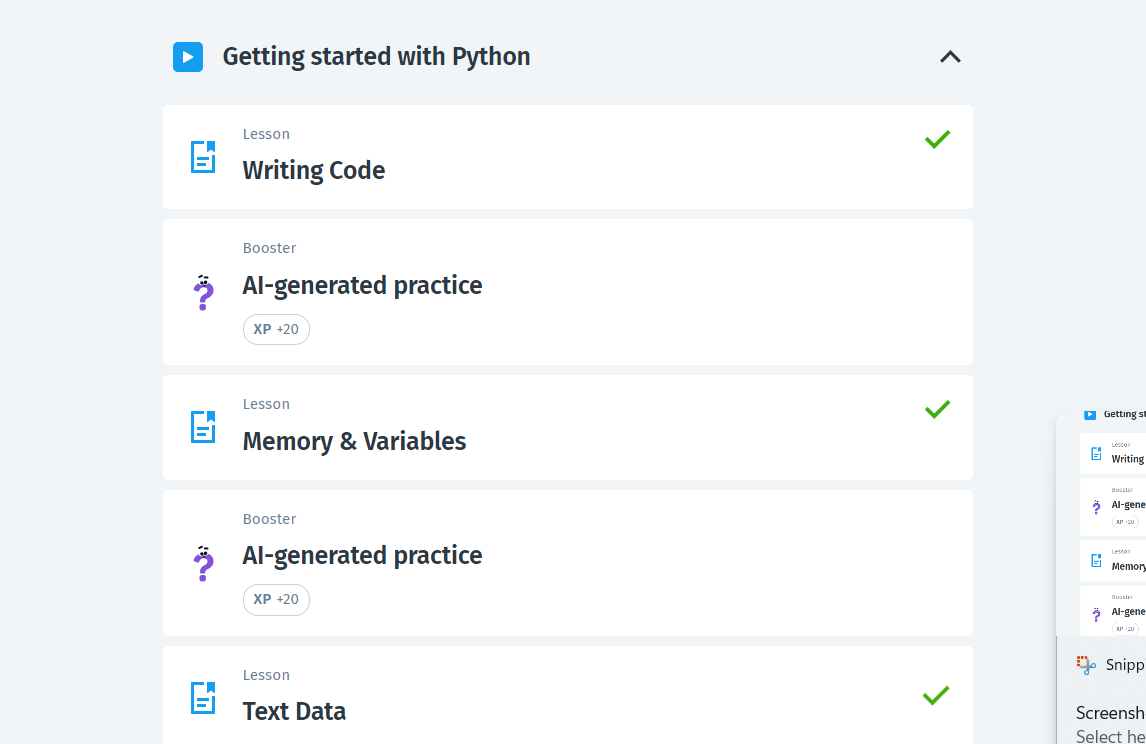 Getting started with Python
Lesson
Writing Code
Booster
AI-generated practice
XP +20
Lesson
Memory & Variables
Booster
AI-generated practice
XP +20
Lesson
Text Data
Getting st
Lesson
Writing
Booster
AI-gene
XP +20
Lesson
Memory
Booster
AI-gene
XP +20
Snipp
Screensh
Select he